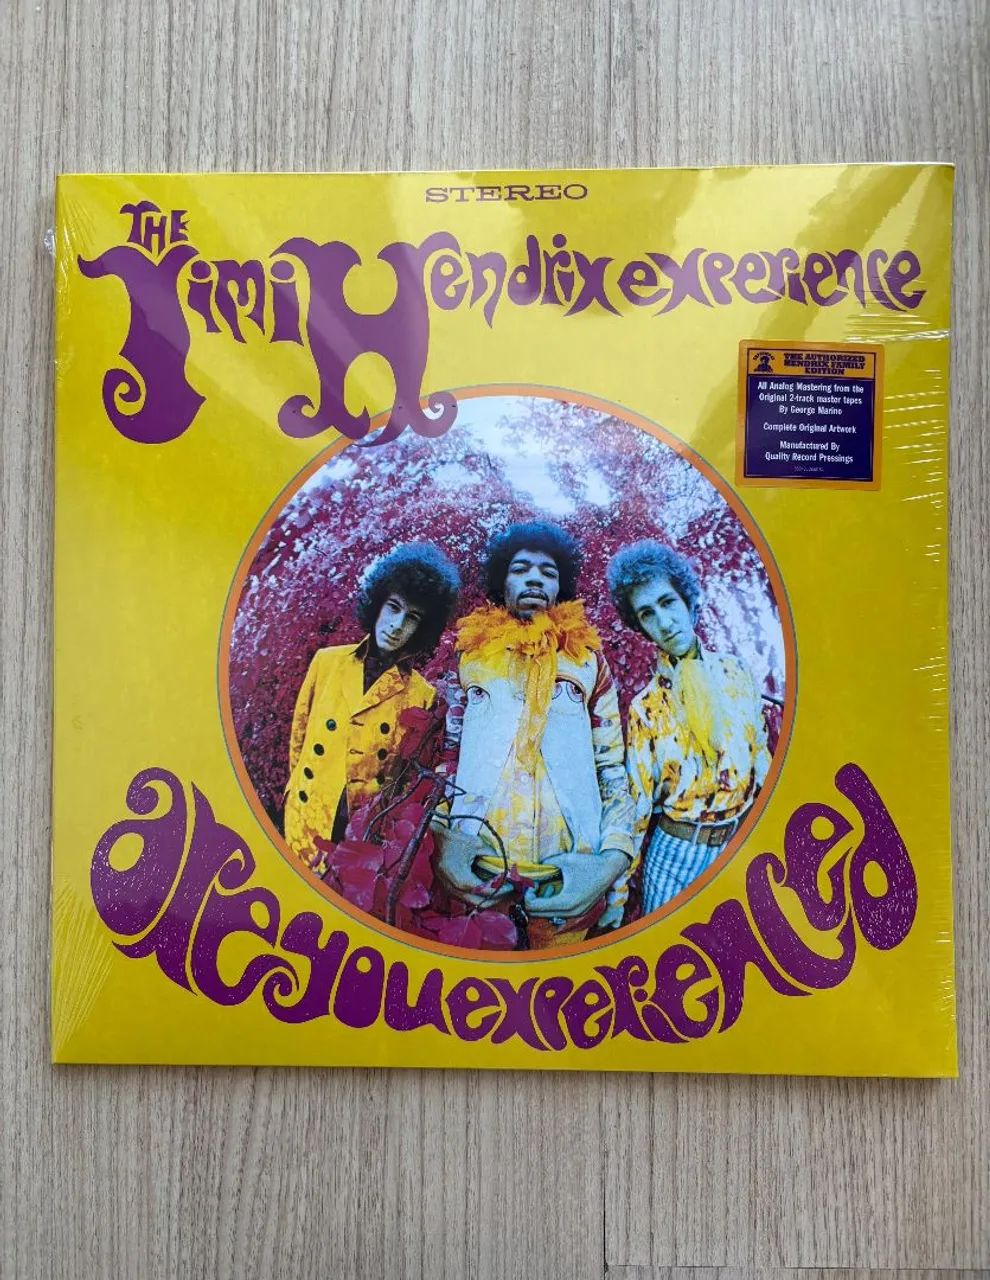 STEREO
THE
Jimi Hendrix experience
THE AUTHORIZED
HENDRIX FAMILY
EDITION
All Analog Mastering from the
Original 2-track master tapes
By George Marino
Complete Original Artwork
Manufactured By
Quality Record Pressings
are you experienced